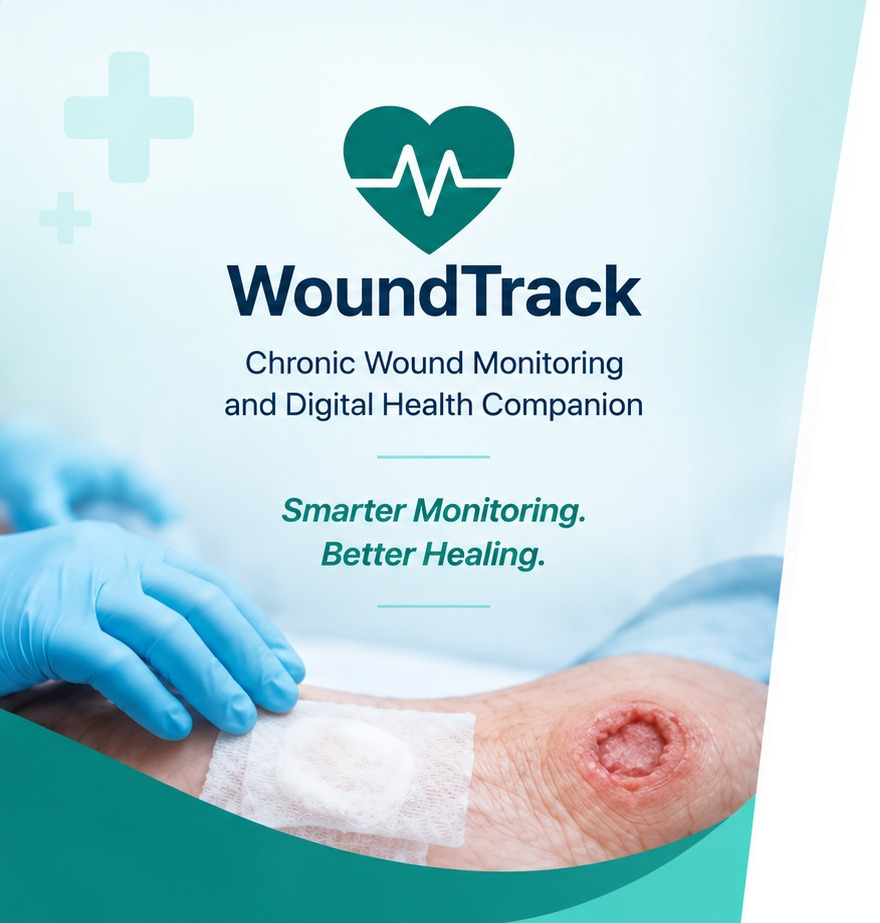 WoundTrack
Chronic Wound Monitoring
and Digital Health Companion
Smarter Monitoring.
Better Healing.